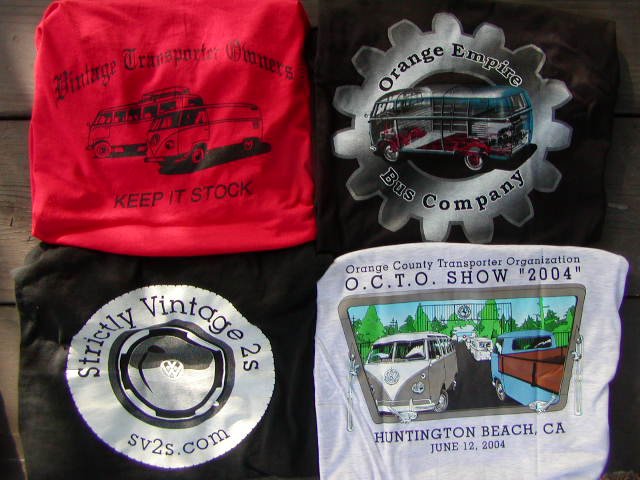 Vintage Transporter Owners
KEEP IT STOCK
Orange Empire
Bus Company
Strictly Vintage 2s
sv2s.com
Orange County Transporter Organization
O.C.T.O. SHOW "2004"
HUNTINGTON BEACH, CA
JUNE 12, 2004